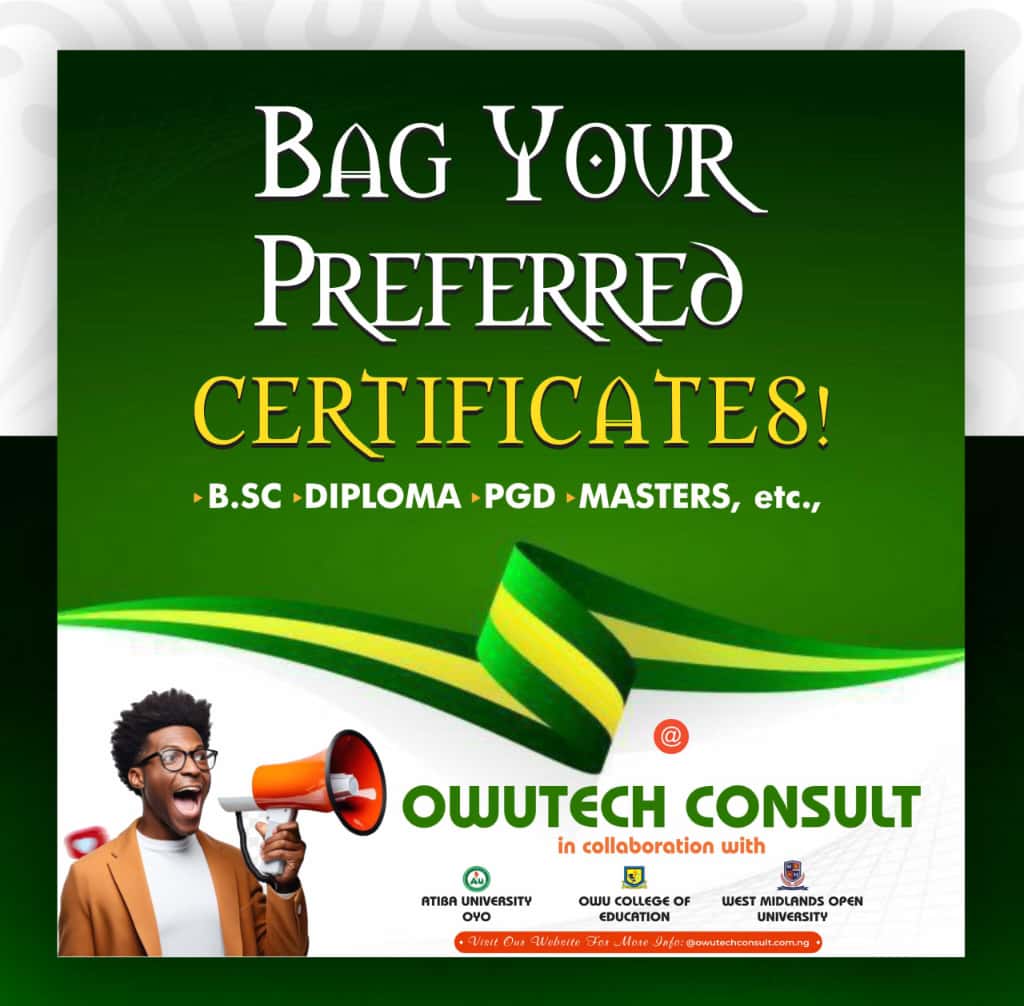 BAG YOUR
PREFERRED
CERTIFICATES!
B.SC DIPLOMA PGD MASTERS, etc.,
@
OWUTECH CONSULT
in collaboration with
AU
ATIBA UNIVERSITY
OYO
OWU COLLEGE OF
EDUCATION
WEST MIDLANDS OPEN
UNIVERSITY
• Visit Our Website For More Info: @owutechconsult.com.ng •